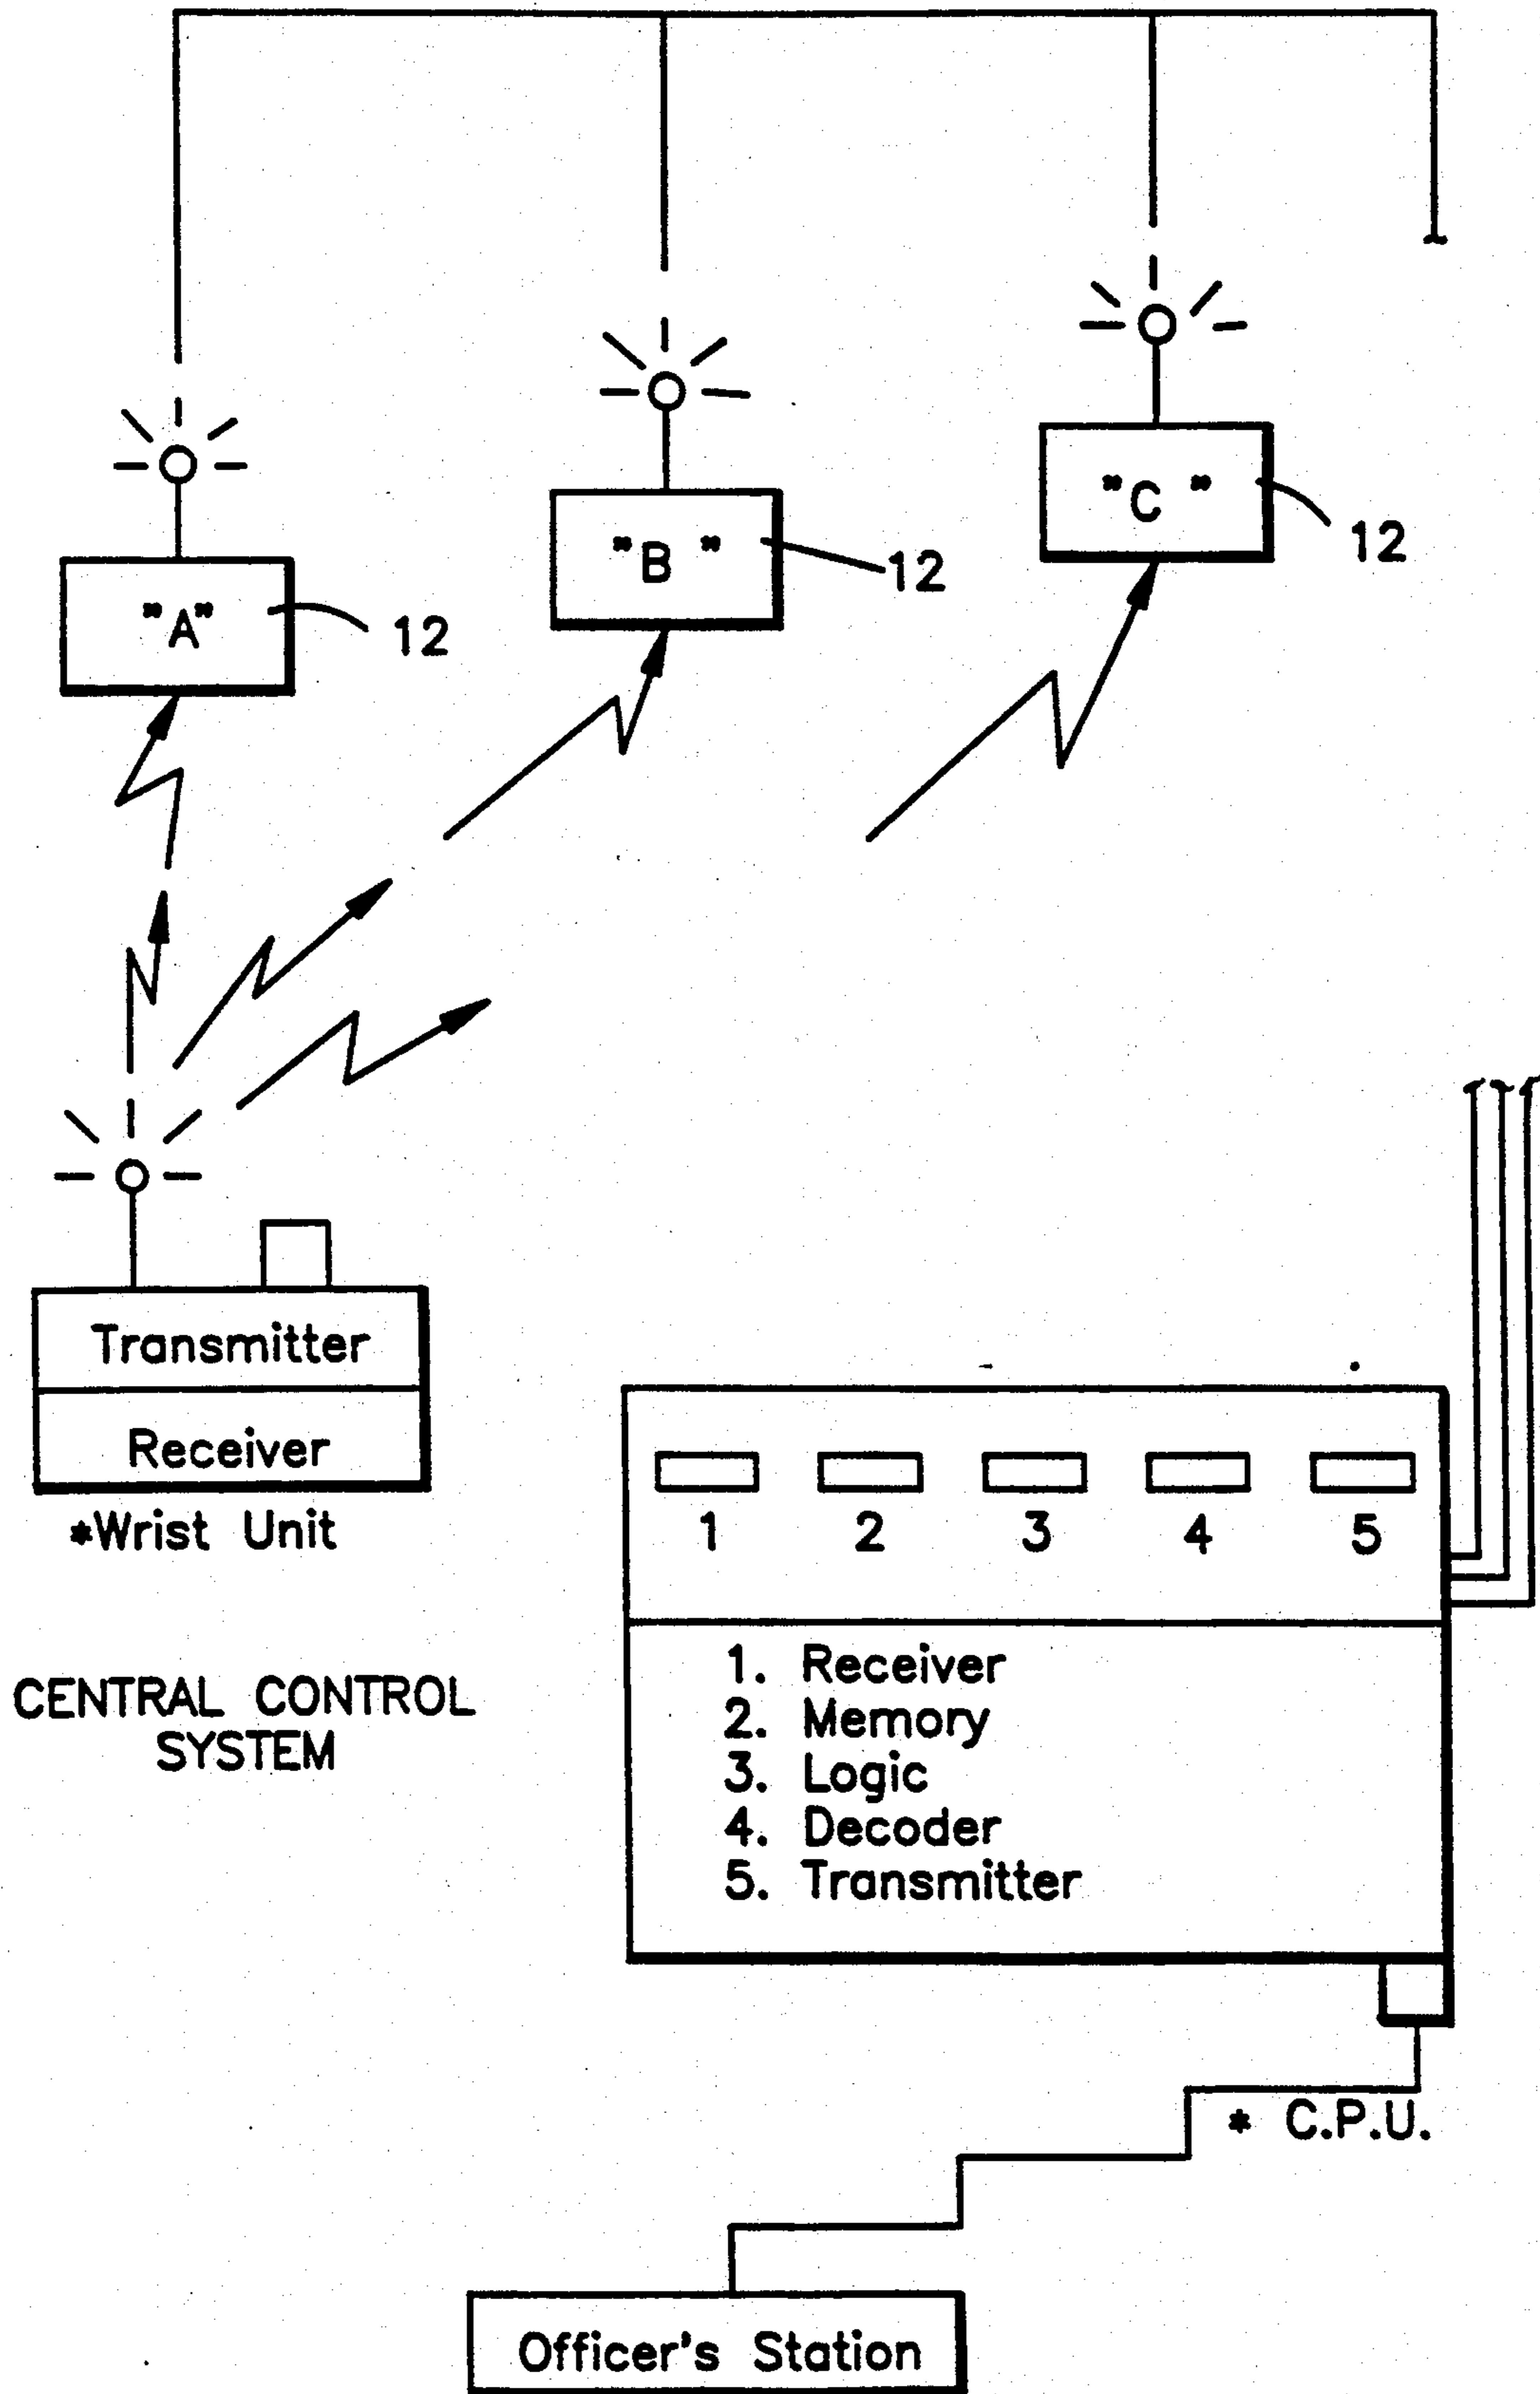 "C "
12
"B "
12
"A"
12
Transmitter
Receiver
*Wrist Unit
1 2 3 4 5
CENTRAL CONTROL
SYSTEM
1. Receiver
2. Memory
3. Logic
4. Decoder
5. Transmitter
* C.P.U.
Officer's Station